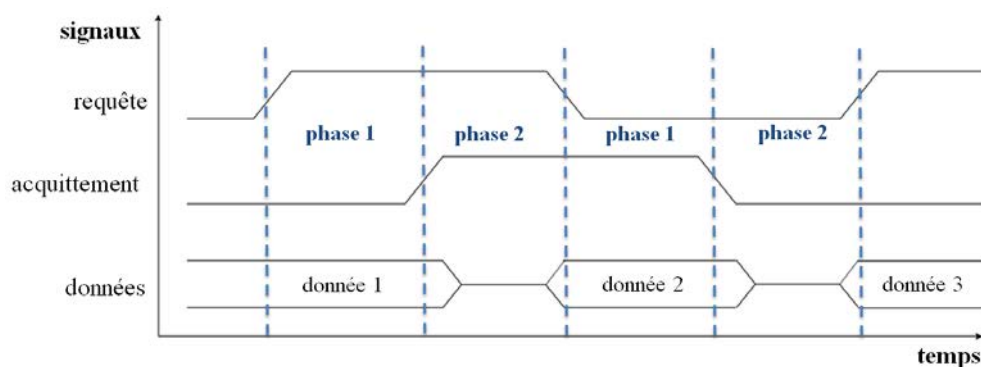 signaux
requête
phase 1 phase 2 phase 1 phase 2
acquittement
données donnée 1 donnée 2 donnée 3
temps